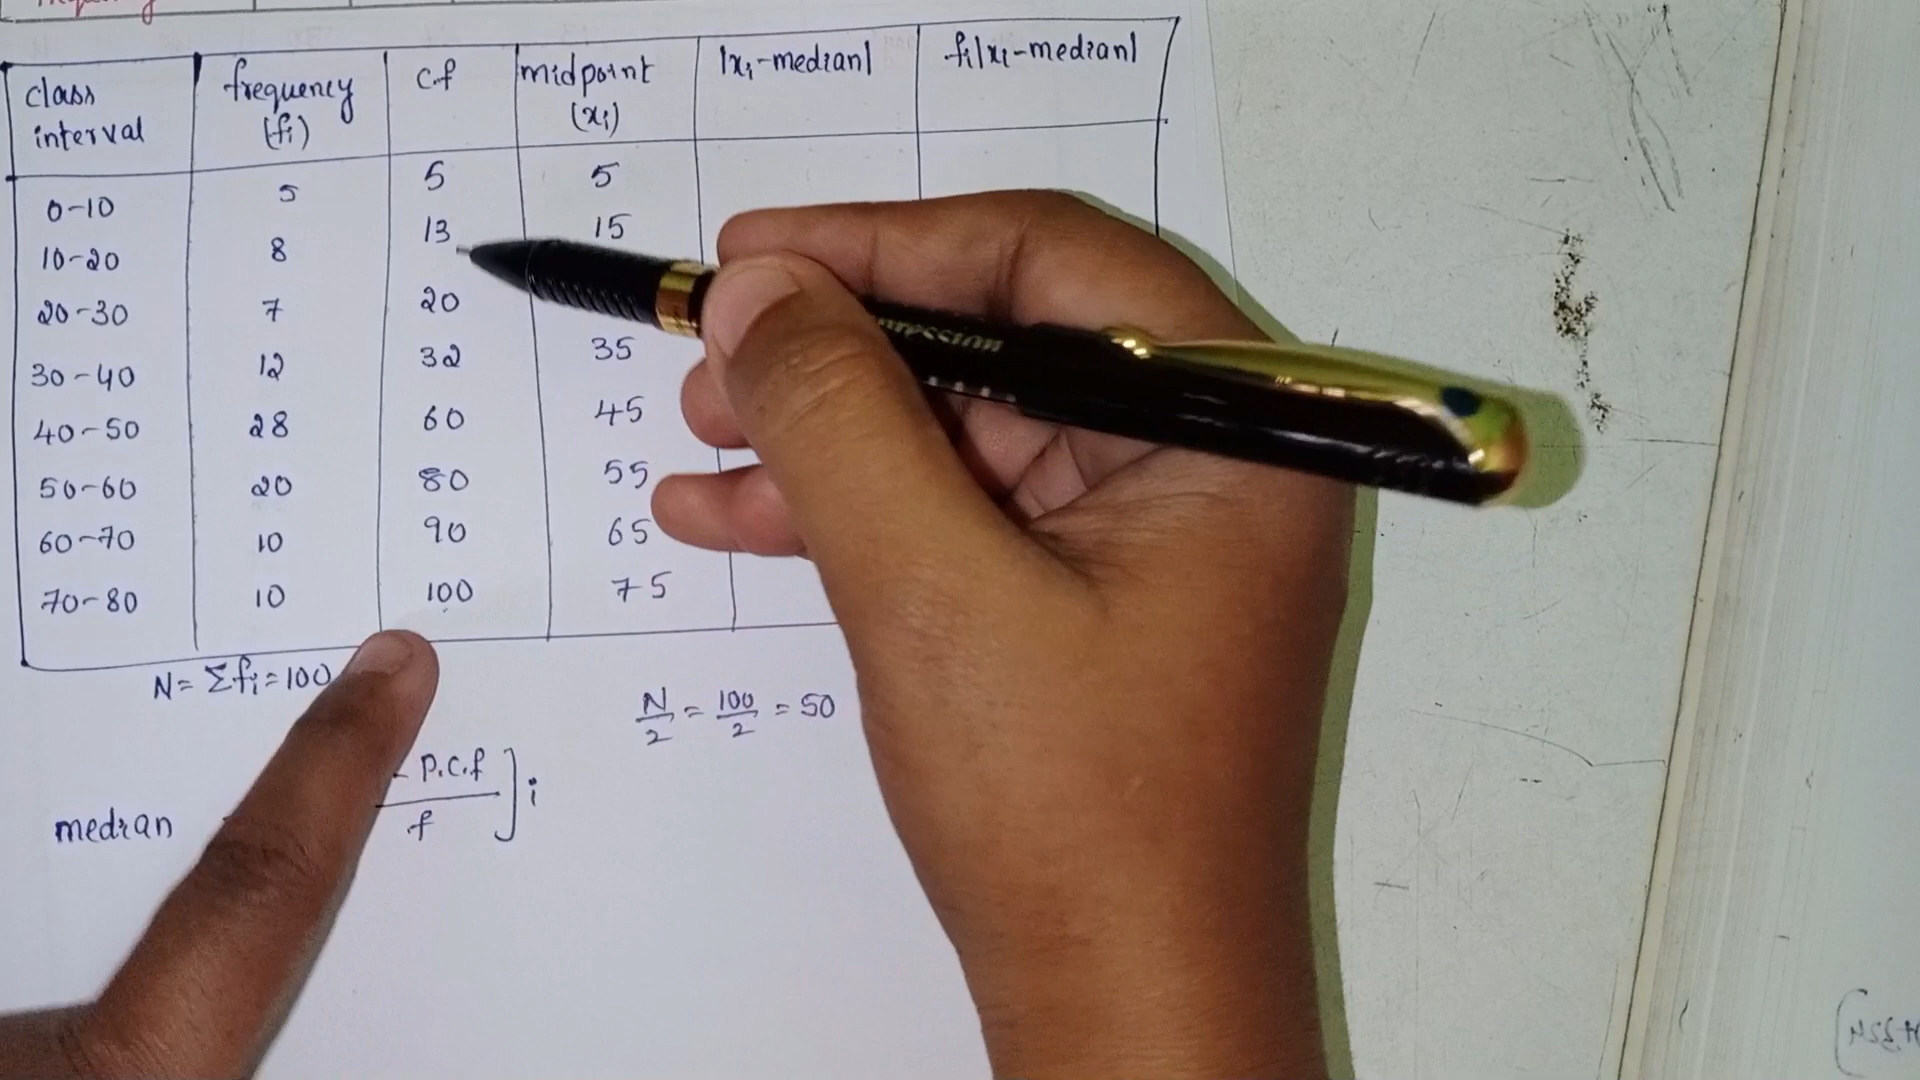 class interval frequency (fi) c.f midpoint (xi) |xi-median| fi|xi-median|
0-10 5 5 5
10-20 8 13 15
20-30 7 20
30-40 12 32 35
40-50 28 60 45
50-60 20 80 55
60-70 10 90 65
70-80 10 100 75
N= Σfi=100
N/2 = 100/2 = 50
median - P.C.f / f ] i